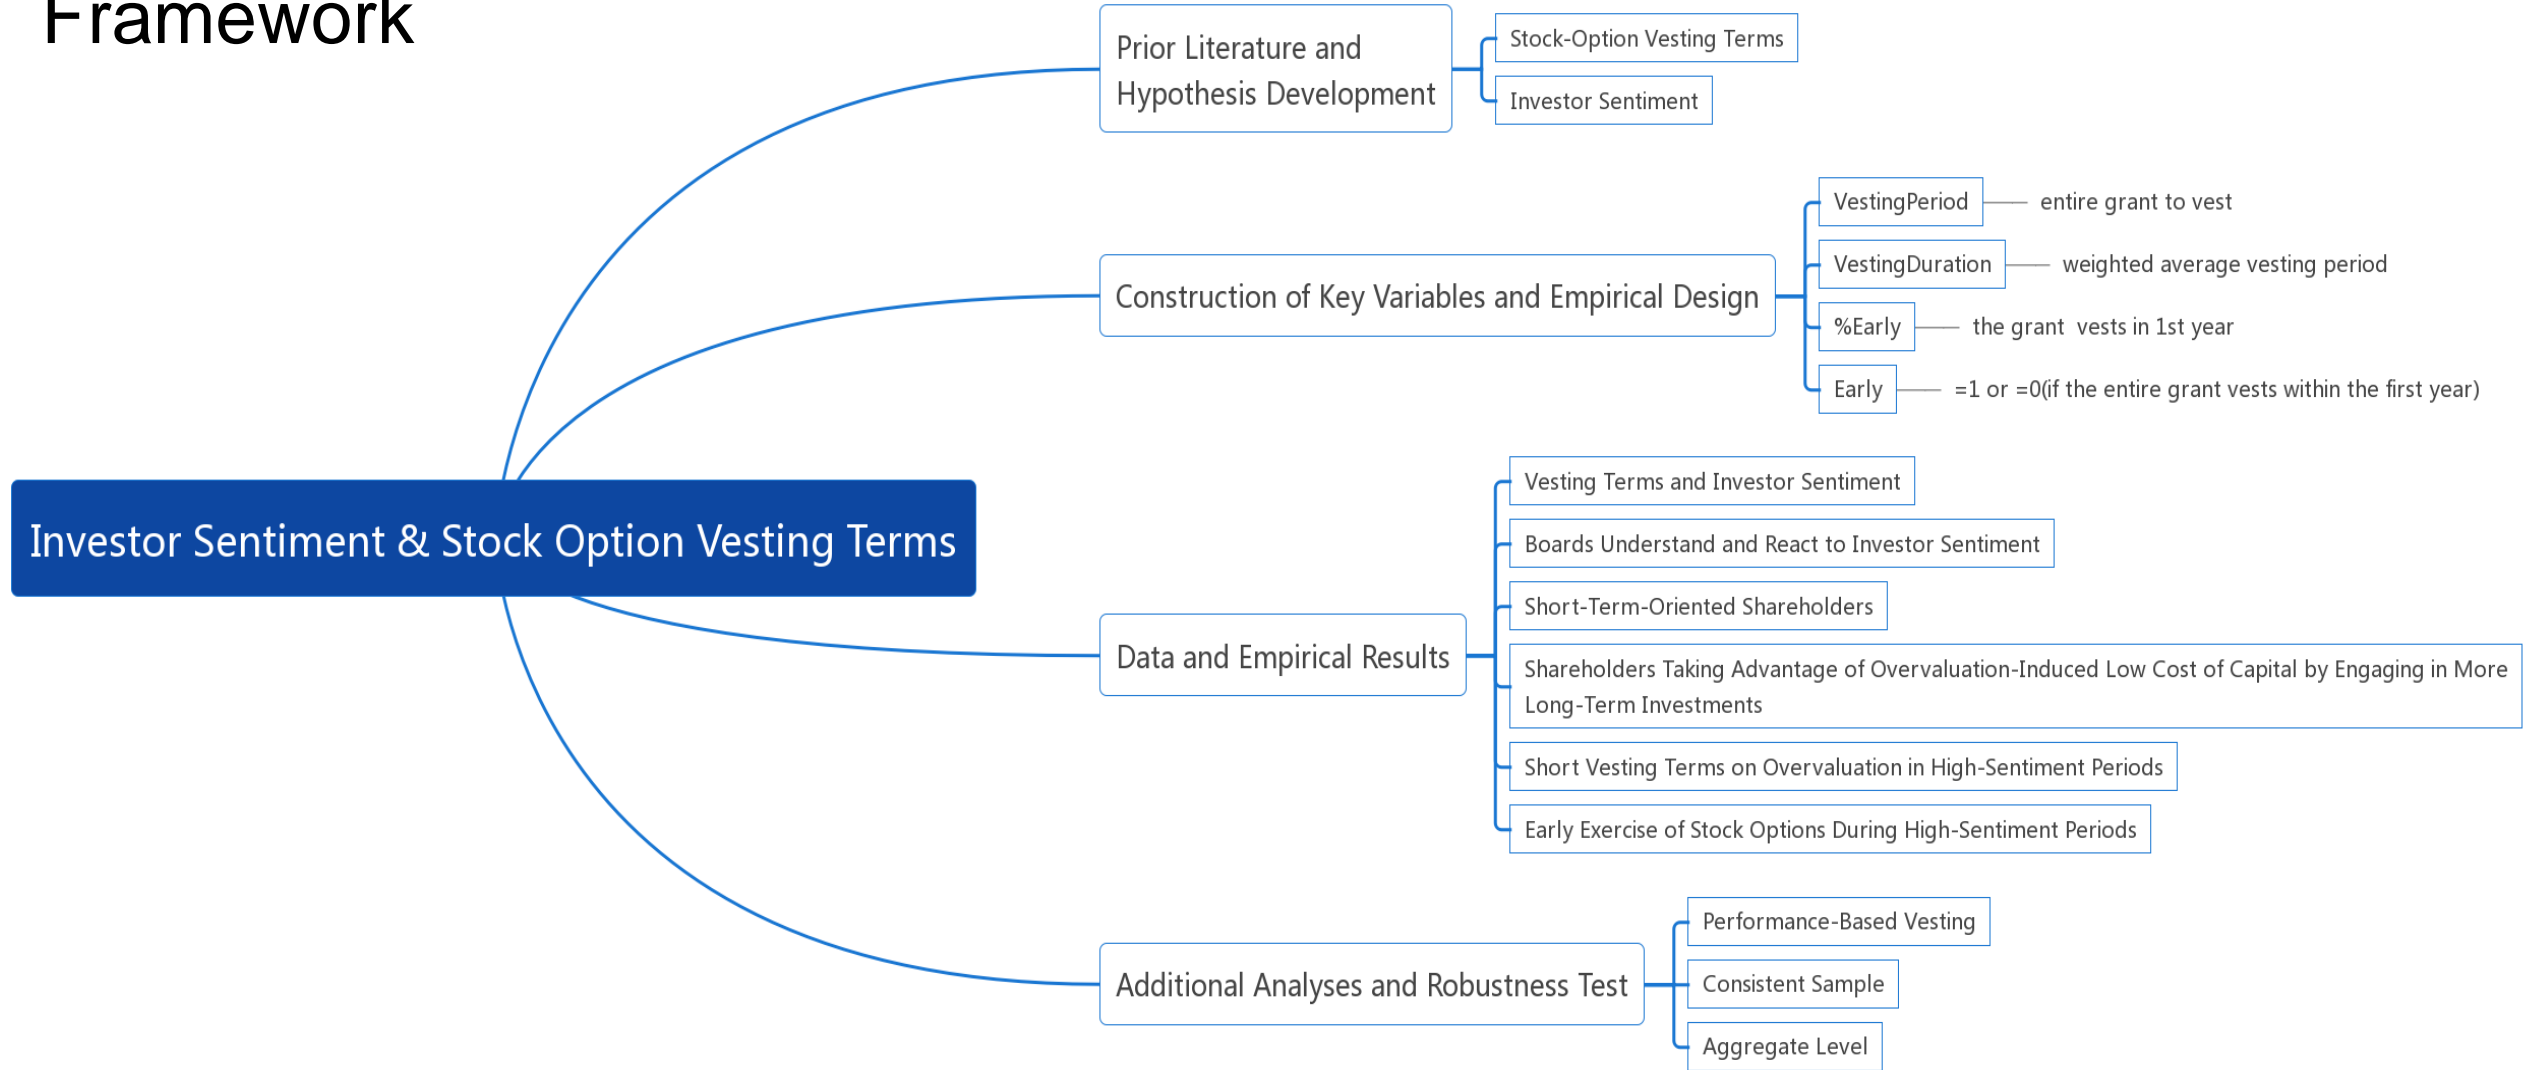 Framework
Prior Literature and
Hypothesis Development
Stock-Option Vesting Terms
Investor Sentiment
Construction of Key Variables and Empirical Design
VestingPeriod
entire grant to vest
VestingDuration
weighted average vesting period
%Early
the grant  vests in 1st year
Early
=1 or =0(if the entire grant vests within the first year)
Investor Sentiment & Stock Option Vesting Terms
Data and Empirical Results
Vesting Terms and Investor Sentiment
Boards Understand and React to Investor Sentiment
Short-Term-Oriented Shareholders
Shareholders Taking Advantage of Overvaluation-Induced Low Cost of Capital by Engaging in More
Long-Term Investments
Short Vesting Terms on Overvaluation in High-Sentiment Periods
Early Exercise of Stock Options During High-Sentiment Periods
Additional Analyses and Robustness Test
Performance-Based Vesting
Consistent Sample
Aggregate Level